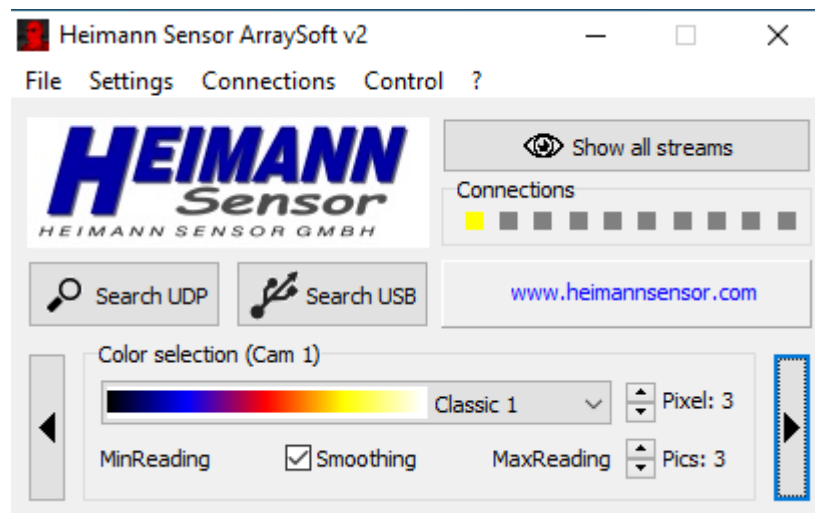 Heimann Sensor ArraySoft v2
File Settings Connections Control ?
HEIMANN
Sensor
HEIMANN SENSOR GMBH
Show all streams
Connections
Search UDP
Search USB
www.heimannsensor.com
Color selection (Cam 1)
Classic 1
Pixel: 3
MinReading
Smoothing
MaxReading
Pics: 3